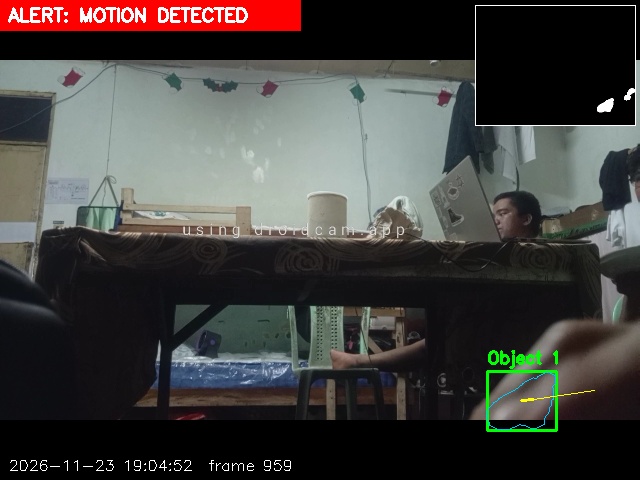 ALERT: MOTION DETECTED
using droidcam app
Object 1
2026-11-23 19:04:52 frame 959